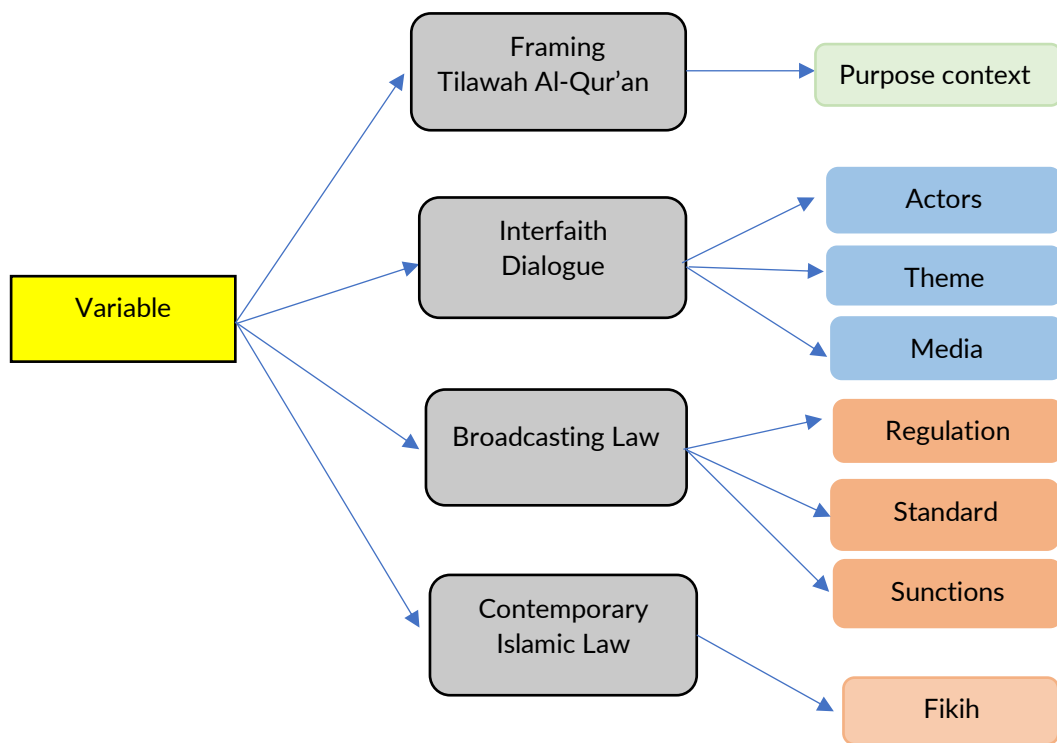 Framing
Tilawah Al-Qur’an
Purpose context
Interfaith
Dialogue
Actors
Theme
Media
Variable
Broadcasting Law
Regulation
Standard
Sunctions
Contemporary
Islamic Law
Fikih